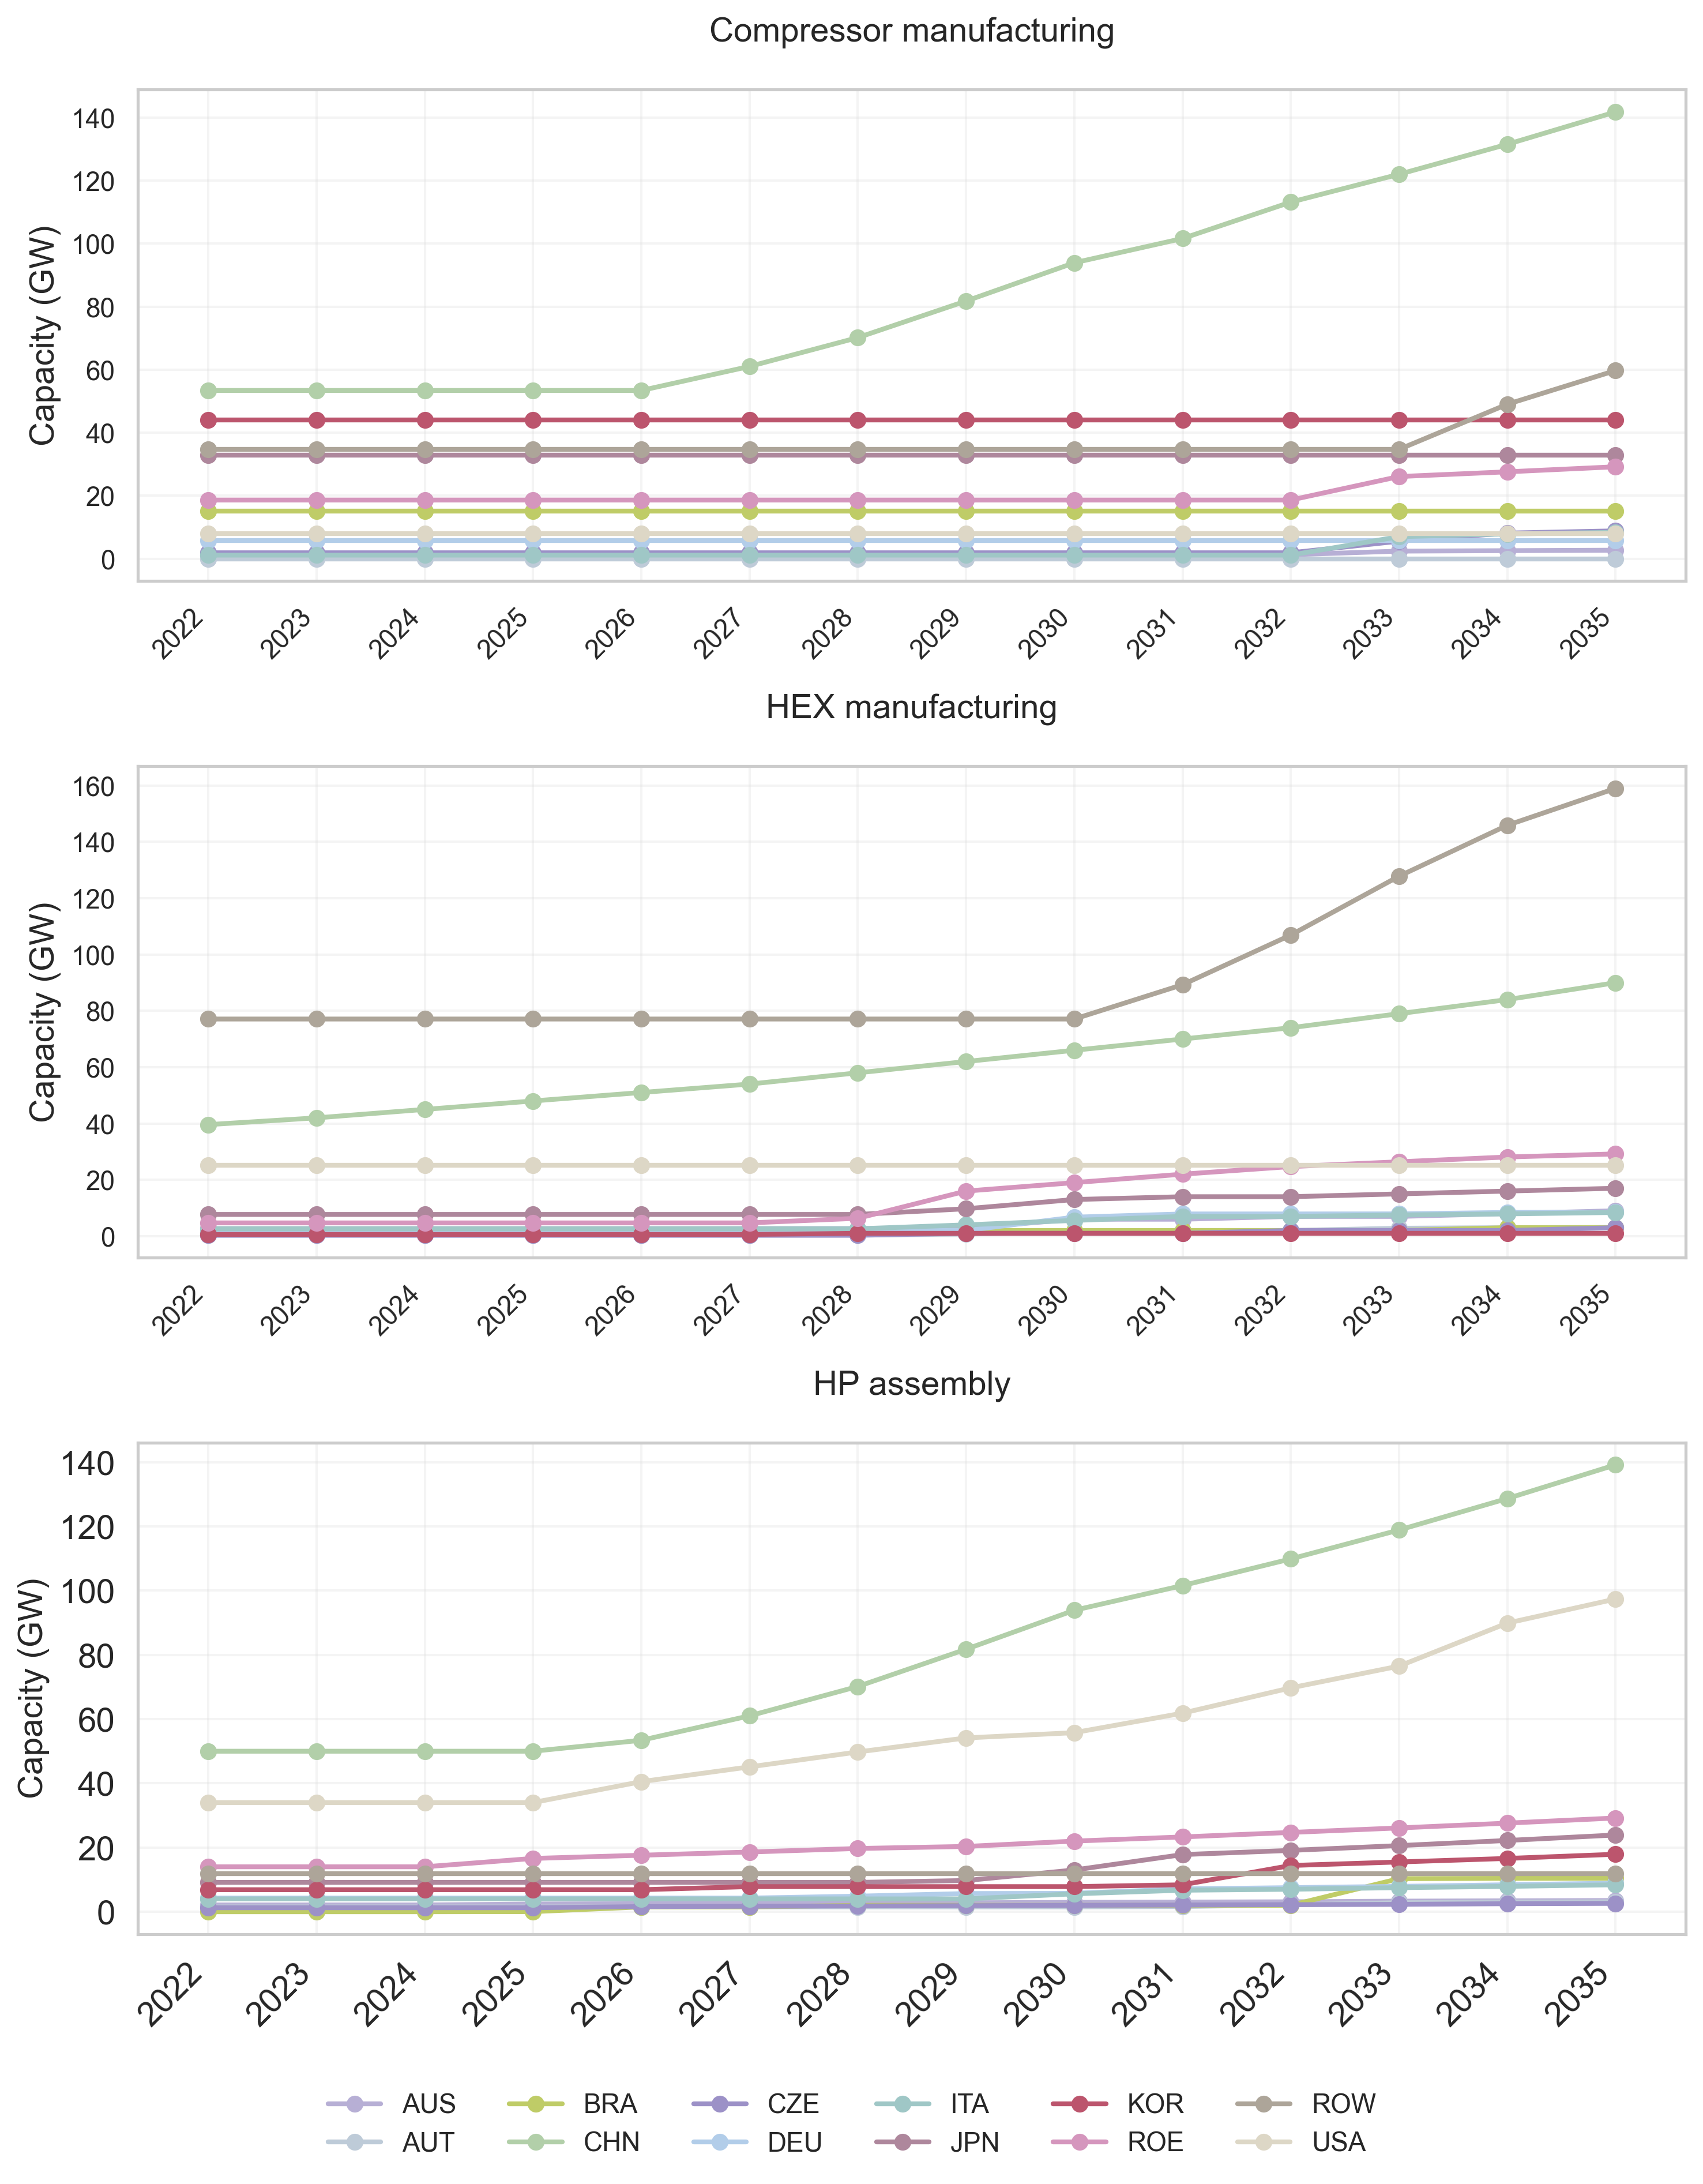 Compressor manufacturing
Capacity (GW)
140
120
100
80
60
40
20
0
2022 2023 2024 2025 2026 2027 2028 2029 2030 2031 2032 2033 2034 2035
HEX manufacturing
Capacity (GW)
160
140
120
100
80
60
40
20
0
2022 2023 2024 2025 2026 2027 2028 2029 2030 2031 2032 2033 2034 2035
HP assembly
Capacity (GW)
140
120
100
80
60
40
20
0
2022 2023 2024 2025 2026 2027 2028 2029 2030 2031 2032 2033 2034 2035
AUS BRA CZE ITA KOR ROW
AUT CHN DEU JPN ROE USA